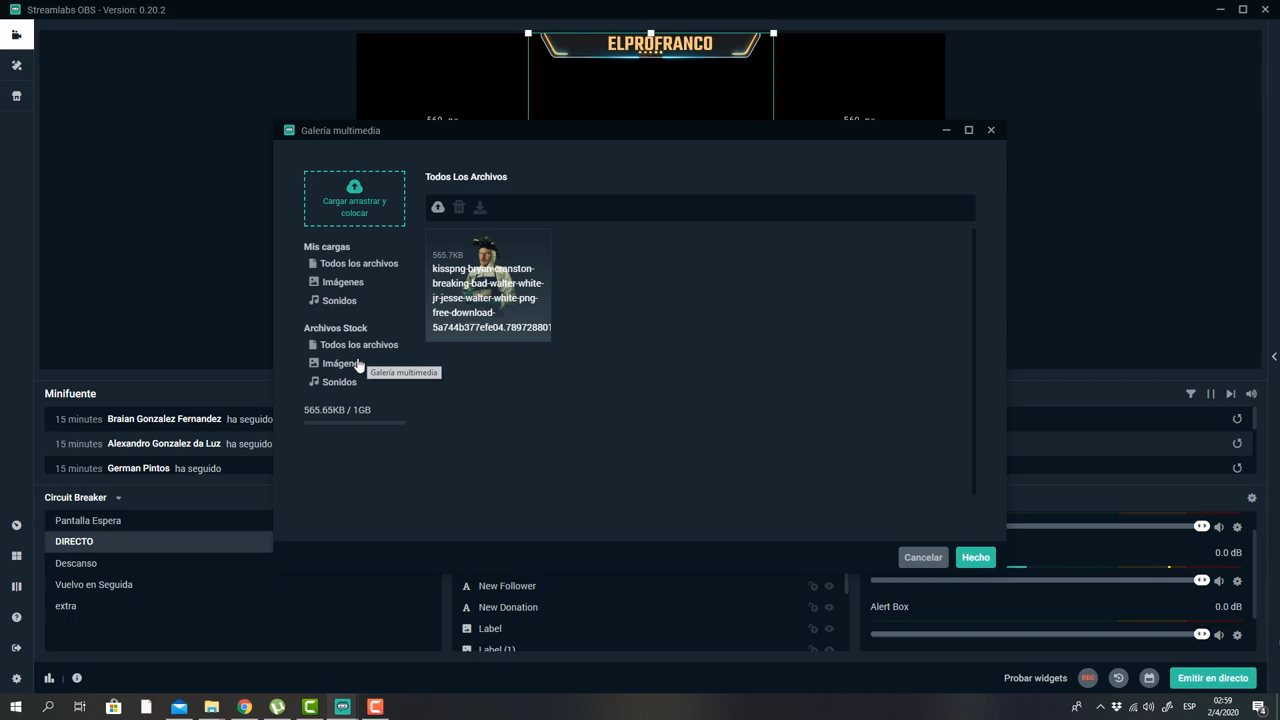 Streamlabs OBS - Version: 0.20.2
ELPROFRANCO
Galería multimedia
Cargar arrastrar y
colocar
Todos Los Archivos
Mis cargas
Todos los archivos
Imágenes
Sonidos
565.7KB
kisspng-bryan-cranston-
breaking-bad-walter-white-
jr-jesse-walter-white-png-
free-download-
5a744b377efe04.789728801
Archivos Stock
Todos los archivos
Imágenes
Galería multimedia
Sonidos
565.65KB / 1GB
Cancelar
Hecho
Minifuente
15 minutes Braian Gonzalez Fernandez ha seguido
15 minutes Alexandro Gonzalez da Luz ha seguido
15 minutes German Pintos ha seguido
Circuit Breaker
Pantalla Espera
DIRECTO
Descanso
Vuelvo en Seguida
extra
New Follower
New Donation
Label
Label (1)
0.0 dB
Alert Box 0.0 dB
Probar widgets
REC
Emitir en directo
ESP
02:59
2/4/2020
4